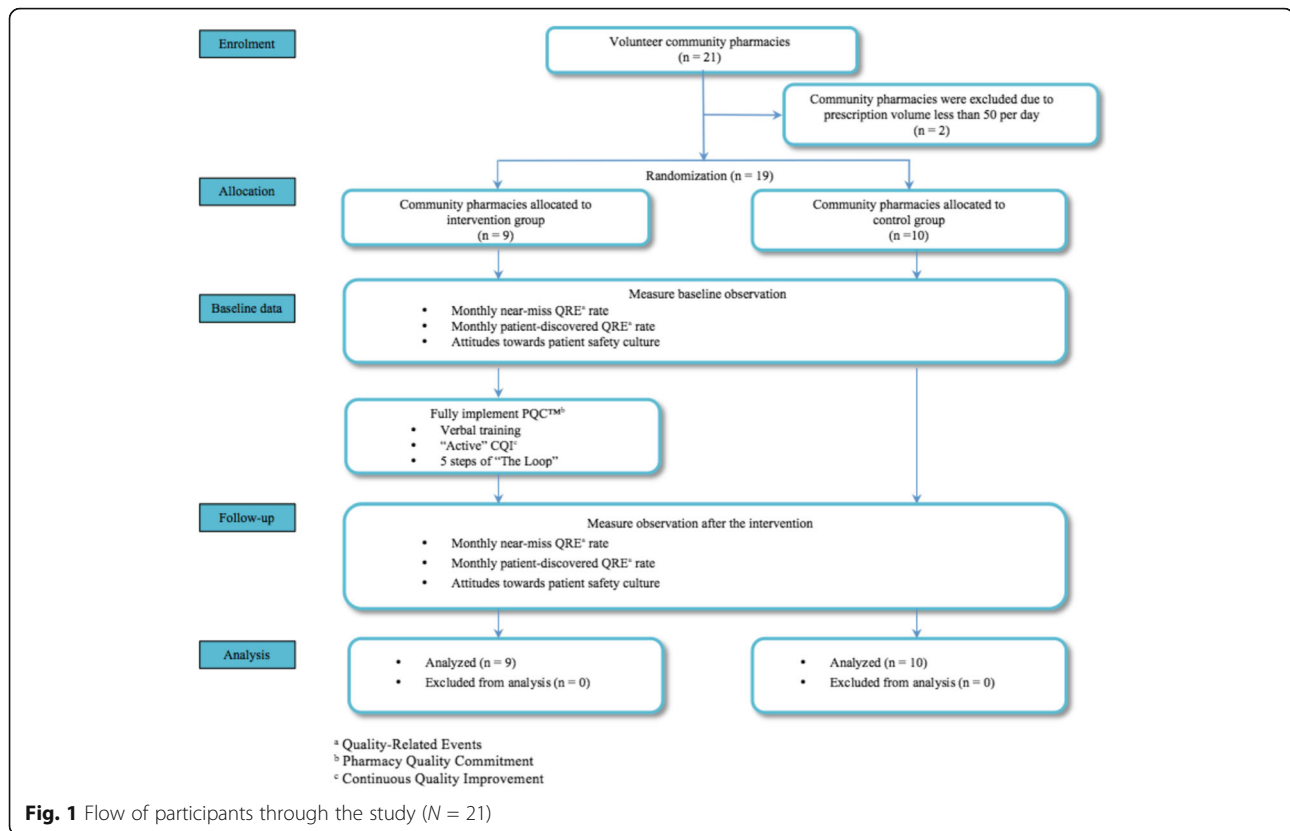 Enrolment
Volunteer community pharmacies
(n = 21)
Community pharmacies were excluded due to
prescription volume less than 50 per day
(n = 2)
Randomization (n = 19)
Allocation
Community pharmacies allocated to
intervention group
(n = 9)
Community pharmacies allocated to
control group
(n =10)
Baseline data
Measure baseline observation
• Monthly near-miss QREᵃ rate
• Monthly patient-discovered QREᵃ rate
• Attitudes towards patient safety culture
Fully implement PQC™ᵇ
• Verbal training
• “Active” CQIᶜ
• 5 steps of “The Loop”
Follow-up
Measure observation after the intervention
• Monthly near-miss QREᵃ rate
• Monthly patient-discovered QREᵃ rate
• Attitudes towards patient safety culture
Analysis
• Analyzed (n = 9)
• Excluded from analysis (n = 0)
• Analyzed (n = 10)
• Excluded from analysis (n = 0)
ᵃ Quality-Related Events
ᵇ Pharmacy Quality Commitment
ᶜ Continuous Quality Improvement
Fig. 1 Flow of participants through the study (N = 21)